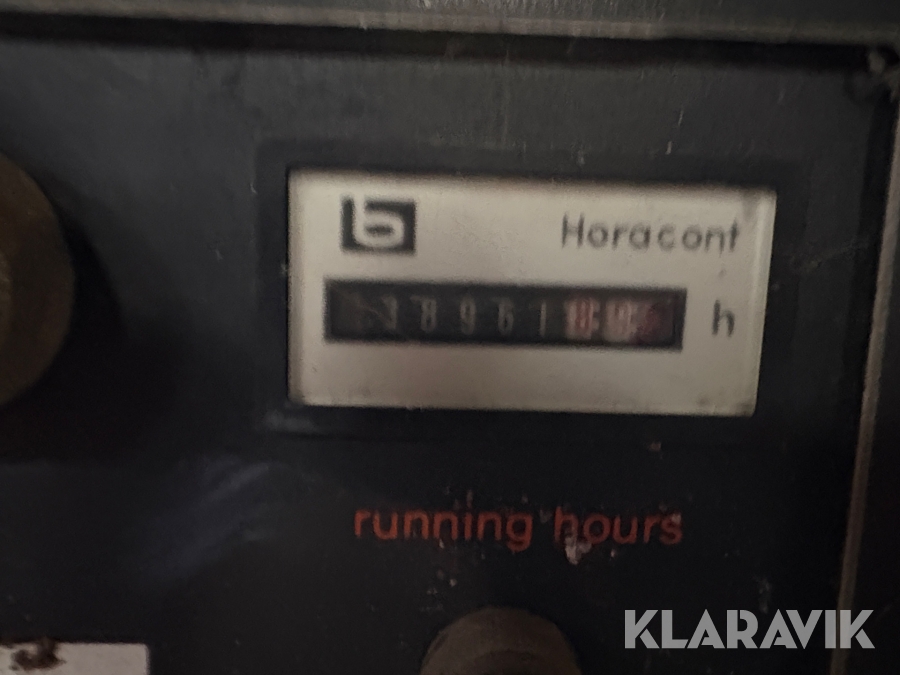 b
Horacont
38961
h
running hours
KLARAVIK